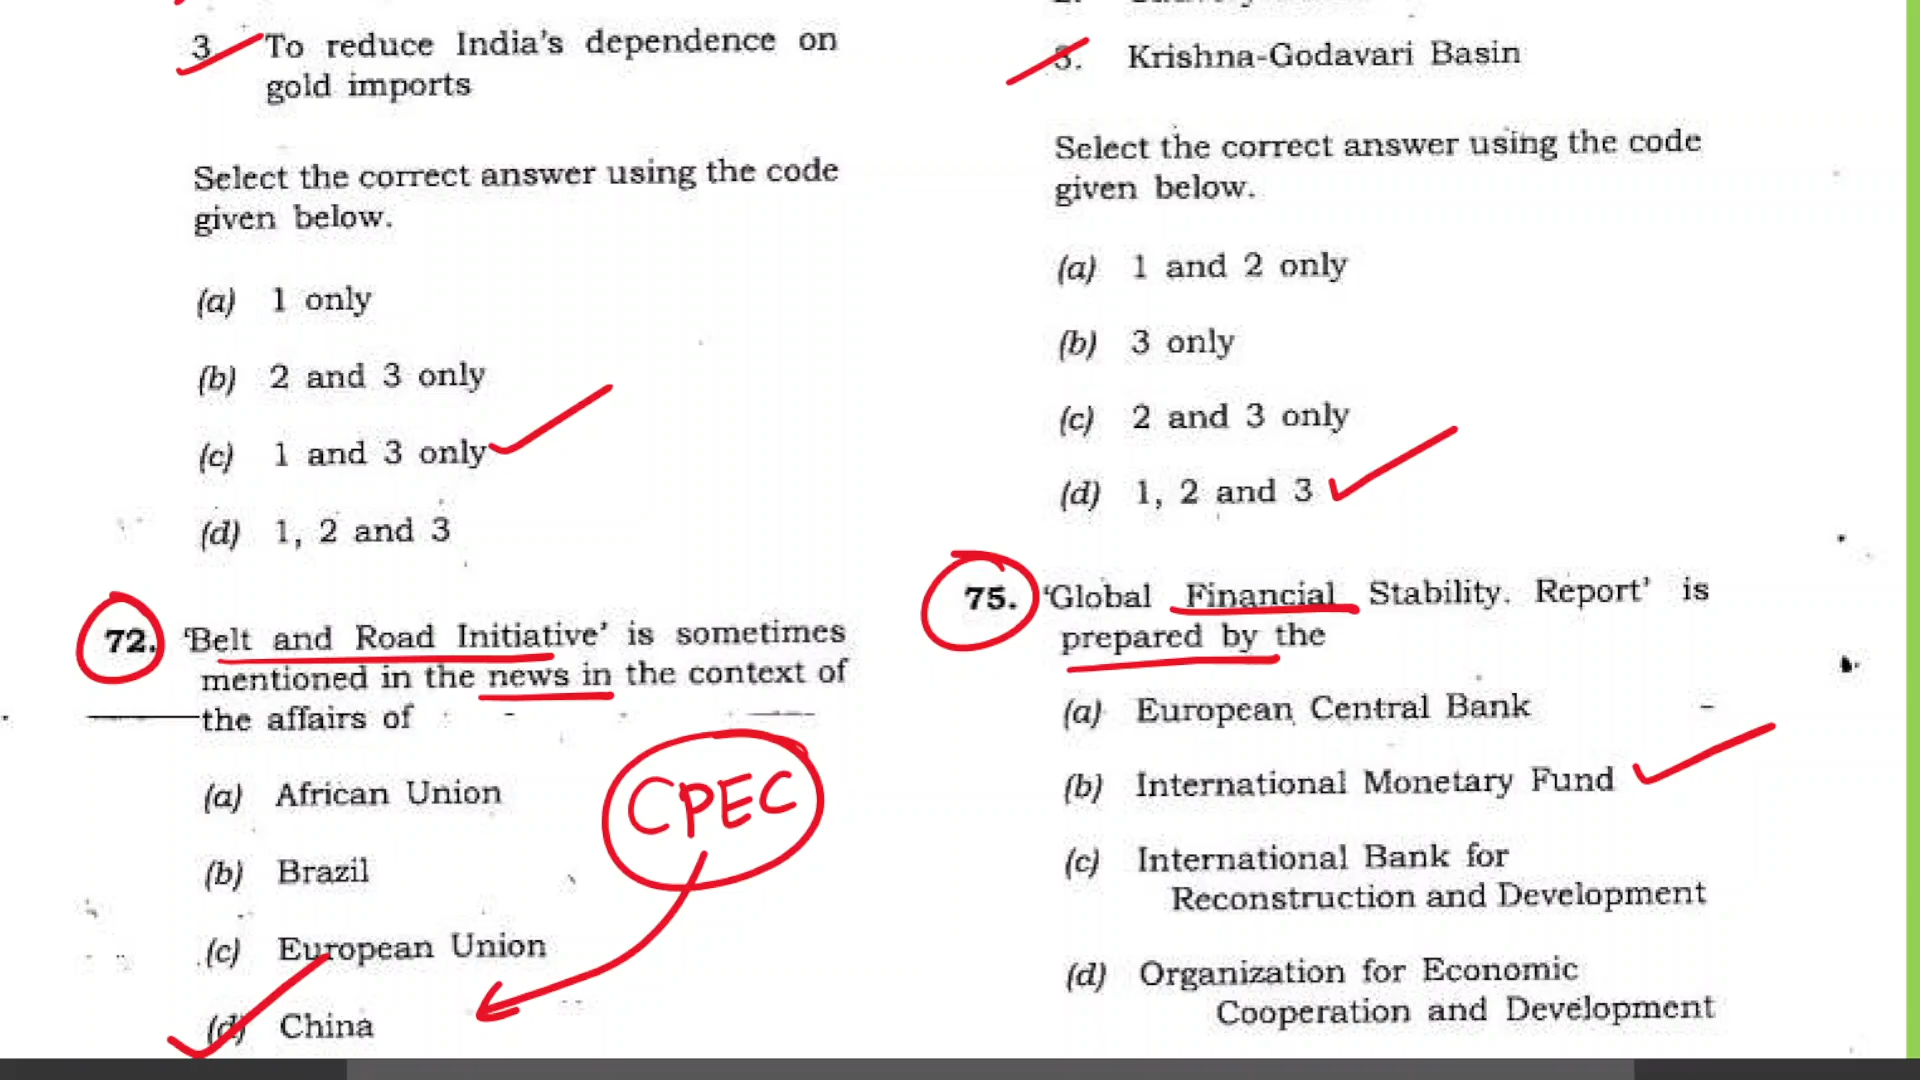 3. To reduce India's dependence on
gold imports
Select the correct answer using the code
given below.
(a) 1 only
(b) 2 and 3 only
(c) 1 and 3 only
(d) 1, 2 and 3
72. 'Belt and Road Initiative' is sometimes
mentioned in the news in the context of
the affairs of
(a) African Union
(b) Brazil
(c) European Union
(d) China
CPEC
3. Krishna-Godavari Basin
Select the correct answer using the code
given below.
(a) 1 and 2 only
(b) 3 only
(c) 2 and 3 only
(d) 1, 2 and 3
75. 'Global Financial Stability. Report' is
prepared by the
(a) European Central Bank
(b) International Monetary Fund
(c) International Bank for
Reconstruction and Development
(d) Organization for Economic
Cooperation and Development